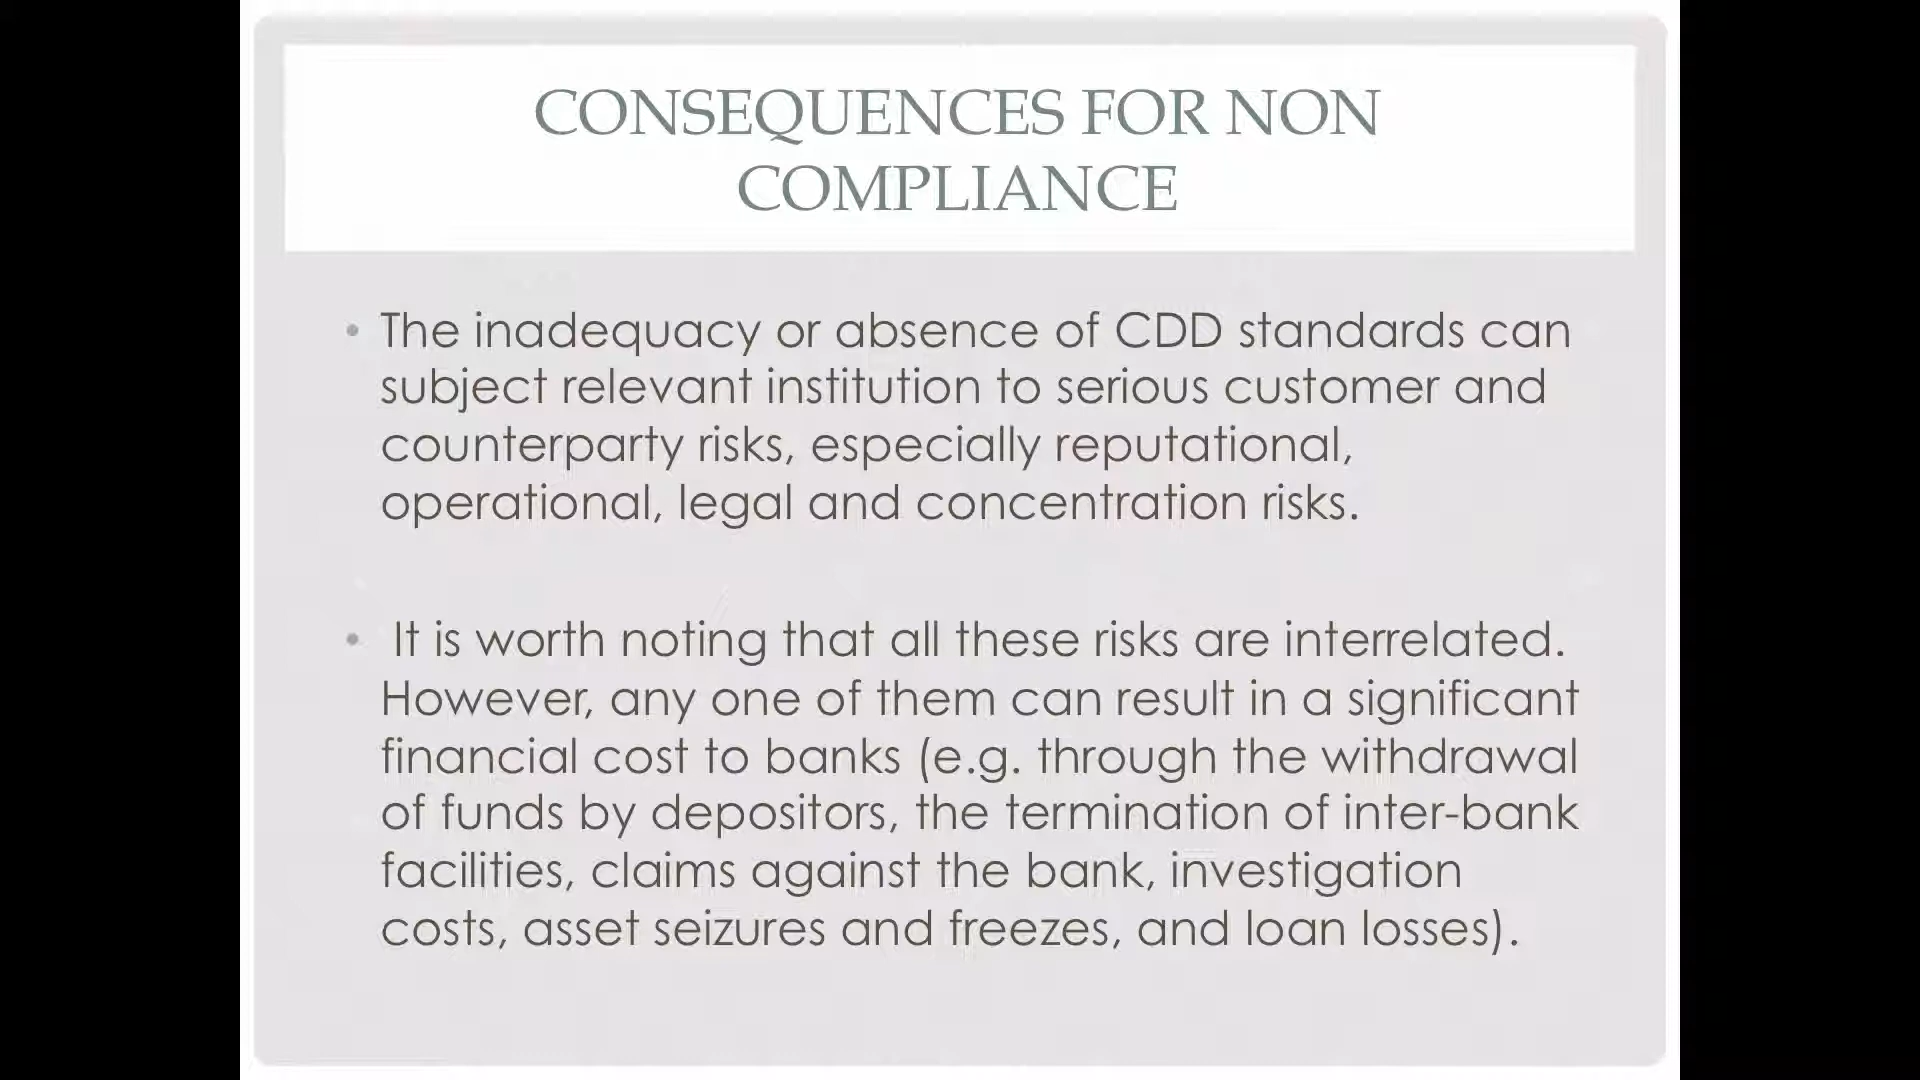 CONSEQUENCES FOR NON
COMPLIANCE
• The inadequacy or absence of CDD standards can
subject relevant institution to serious customer and
counterparty risks, especially reputational,
operational, legal and concentration risks.
• It is worth noting that all these risks are interrelated.
However, any one of them can result in a significant
financial cost to banks (e.g. through the withdrawal
of funds by depositors, the termination of inter-bank
facilities, claims against the bank, investigation
costs, asset seizures and freezes, and loan losses).